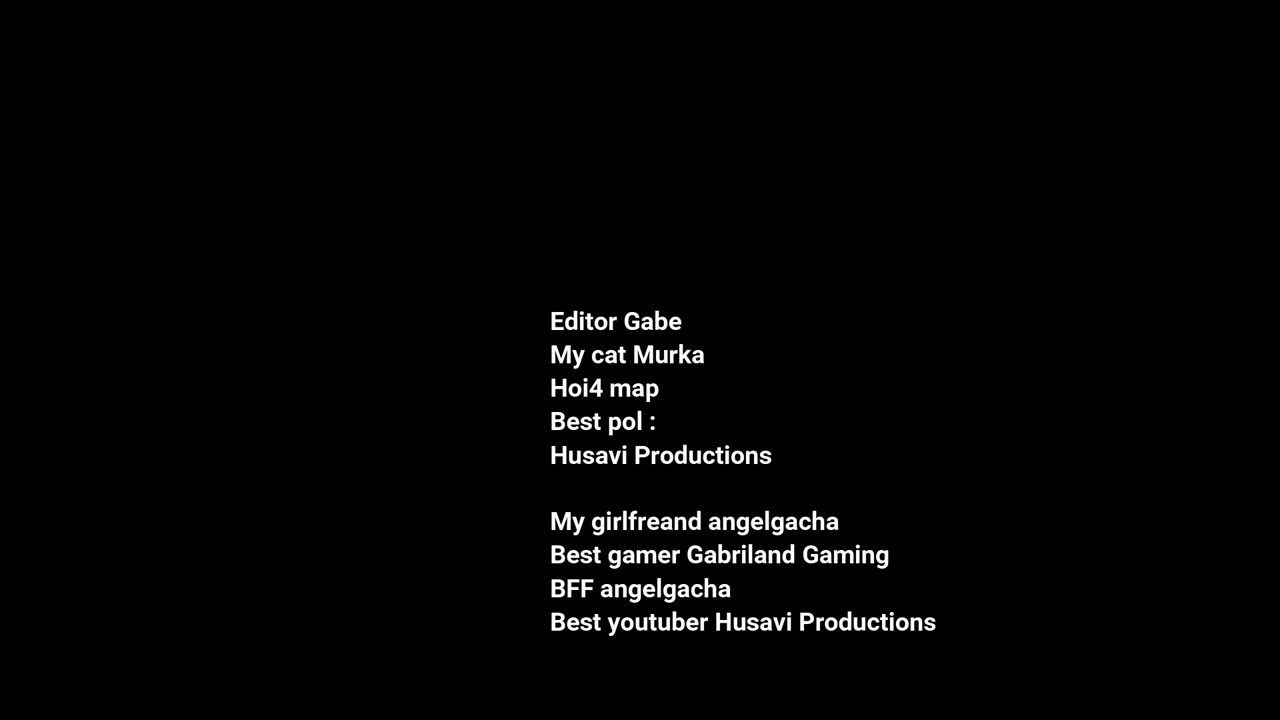 Editor Gabe
My cat Murka
Hoi4 map
Best pol :
Husavi Productions
My girlfreand angelgacha
Best gamer Gabriland Gaming
BFF angelgacha
Best youtuber Husavi Productions